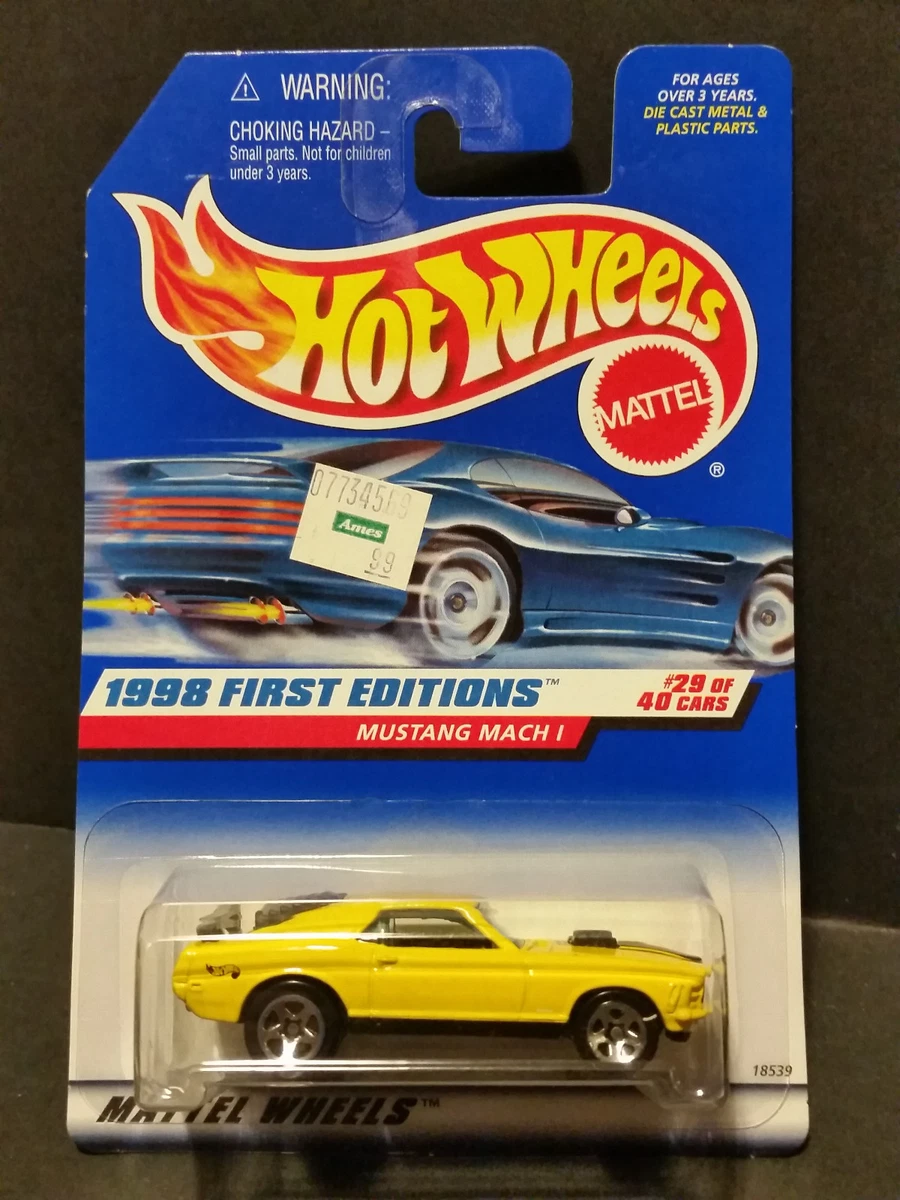 WARNING:
CHOKING HAZARD –
Small parts. Not for children
under 3 years.
FOR AGES
OVER 3 YEARS.
DIE CAST METAL &
PLASTIC PARTS.
HOT WHEELS
MATTEL
®
07734569
Ames
99
1998 FIRST EDITIONS™
#29 OF
40 CARS
MUSTANG MACH I
18539
MATTEL WHEELS™